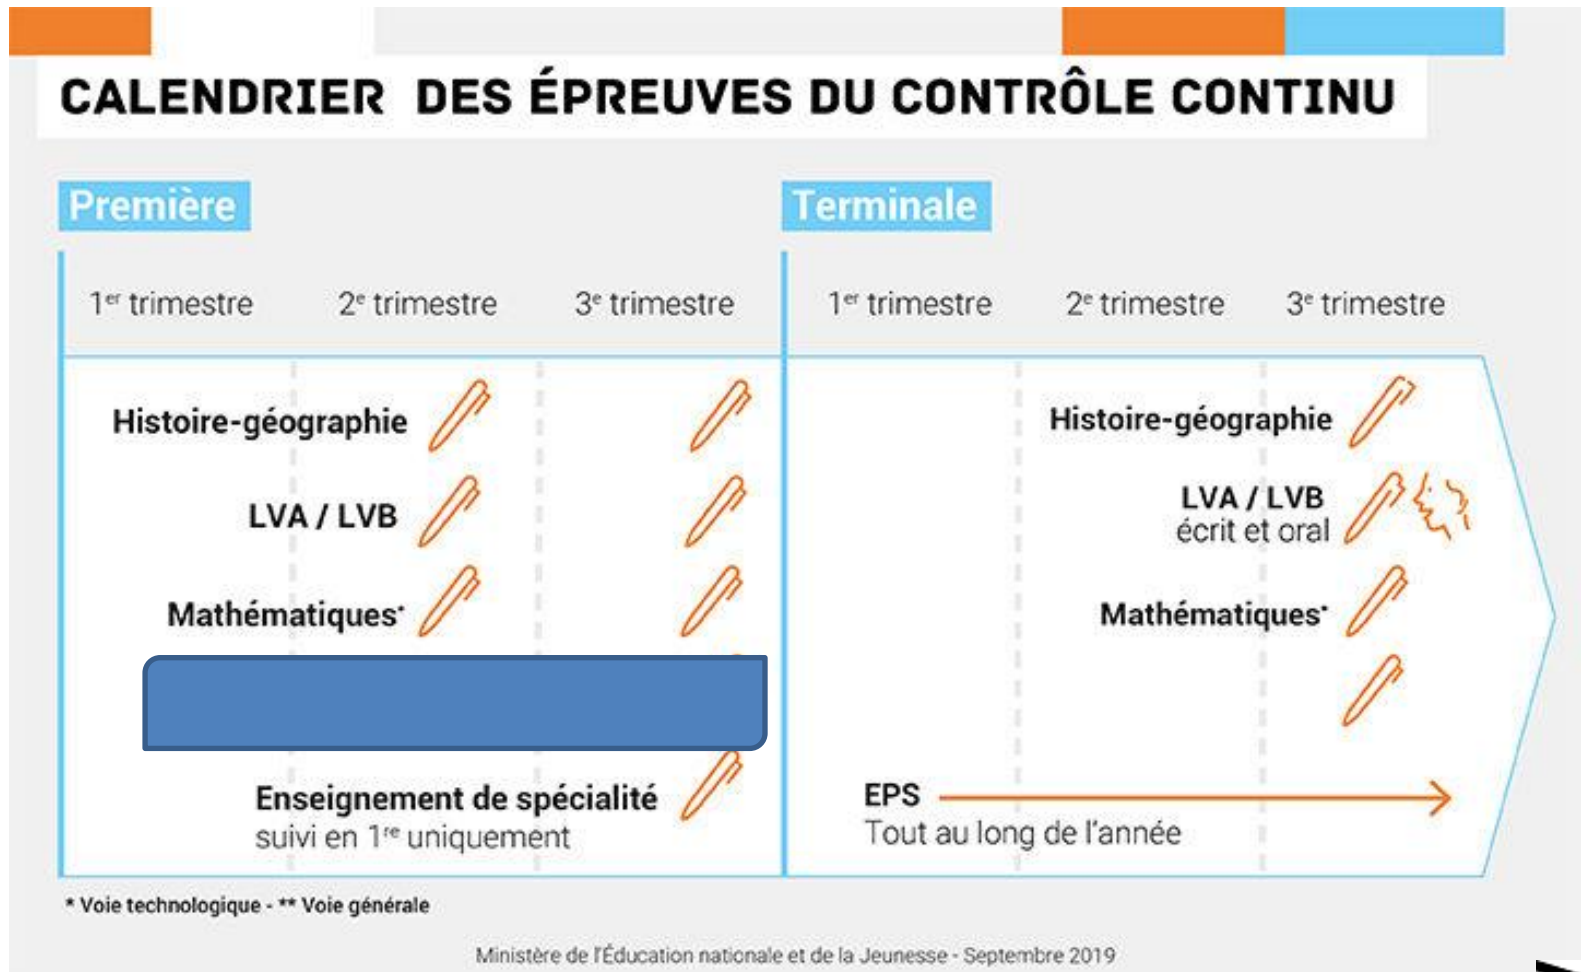 CALENDRIER DES ÉPREUVES DU CONTRÔLE CONTINU
Première
Terminale
1er trimestre 2e trimestre 3e trimestre 1er trimestre 2e trimestre 3e trimestre
Histoire-géographie
Histoire-géographie
LVA / LVB
LVA / LVB
écrit et oral
Mathématiques*
Mathématiques*
Enseignement de spécialité
suivi en 1re uniquement
EPS
Tout au long de l'année
* Voie technologique - ** Voie générale
Ministère de l'Éducation nationale et de la Jeunesse - Septembre 2019